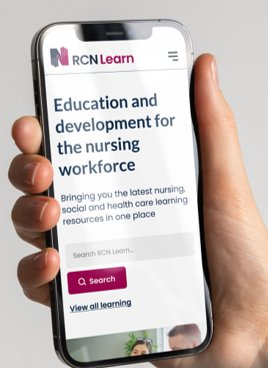 RCN Learn
Education and
development for
the nursing
workforce
Bringing you the latest nursing,
social and health care learning
resources in one place
Search RCN Learn...
Search
View all learning